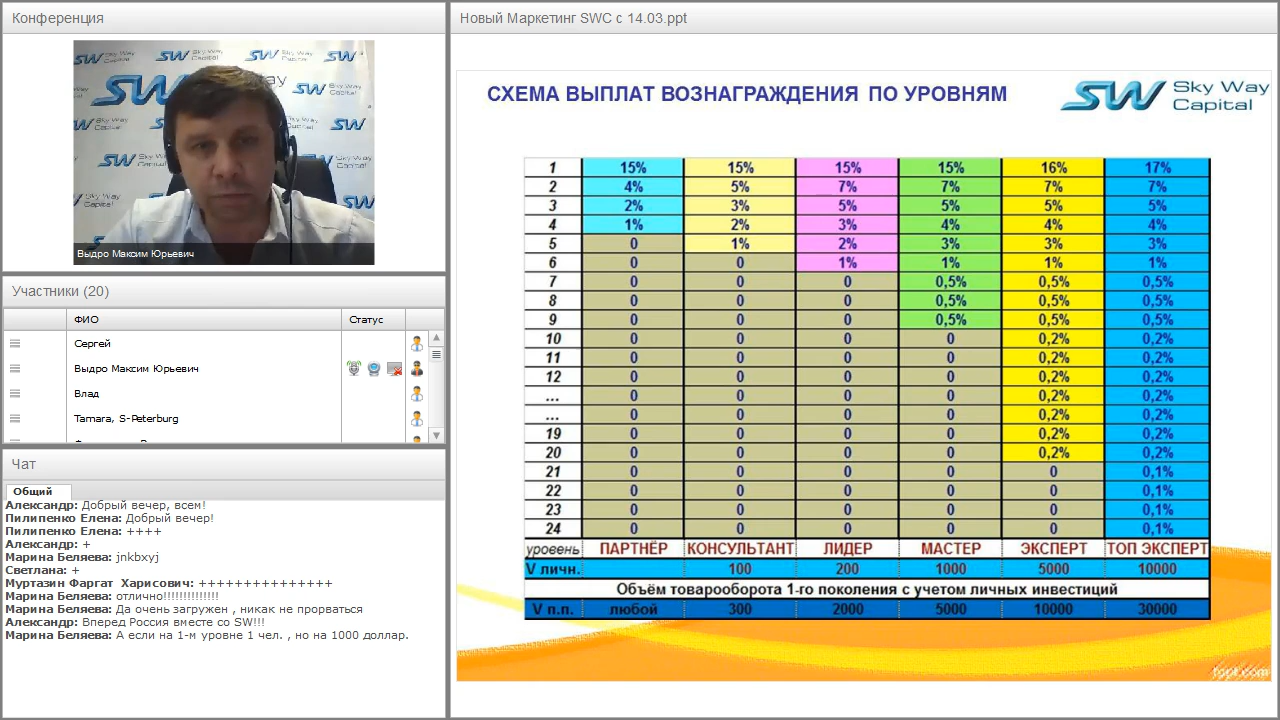 Конференция
SW Sky Way Capital
Выдро Максим Юрьевич
Участники (20)
ФИО Статус
Сергей
Выдро Максим Юрьевич
Влад
Tamara, S-Peterburg
Чат
Общий
Александр: Добрый вечер, всем!
Пилипенко Елена: Добрый вечер!
Пилипенко Елена: ++++
Александр: +
Марина Беляева: jnkbxyj
Светлана: +
Муртазин Фаргат Харисович: +++++++++++++++
Марина Беляева: отлично!!!!!!!!!!!!!!
Марина Беляева: Да очень загружен , никак не прорваться
Александр: Вперед Россия вместе со SW!!!
Марина Беляева: А если на 1-м уровне 1 чел. , но на 1000 доллар.
Новый Маркетинг SWC с 14.03.ppt
СХЕМА ВЫПЛАТ ВОЗНАГРАЖДЕНИЯ ПО УРОВНЯМ
SW Sky Way
Capital
1 15% 15% 15% 15% 16% 17%
2 4% 5% 7% 7% 7% 7%
3 2% 3% 5% 5% 5% 5%
4 1% 2% 3% 4% 4% 4%
5 0 1% 2% 3% 3% 3%
6 0 0 1% 1% 1% 1%
7 0 0 0 0,5% 0,5% 0,5%
8 0 0 0 0,5% 0,5% 0,5%
9 0 0 0 0,5% 0,5% 0,5%
10 0 0 0 0 0,2% 0,2%
11 0 0 0 0 0,2% 0,2%
12 0 0 0 0 0,2% 0,2%
... 0 0 0 0 0,2% 0,2%
... 0 0 0 0 0,2% 0,2%
19 0 0 0 0 0,2% 0,2%
20 0 0 0 0 0,2% 0,2%
21 0 0 0 0 0 0,1%
22 0 0 0 0 0 0,1%
23 0 0 0 0 0 0,1%
24 0 0 0 0 0 0,1%
уровень ПАРТНЁР КОНСУЛЬТАНТ ЛИДЕР МАСТЕР ЭКСПЕРТ ТОП ЭКСПЕРТ
V личн. 100 200 1000 5000 10000
Объём товарооборота 1-го поколения с учетом личных инвестиций
V п.п. любой 300 2000 5000 10000 30000
fppt.com